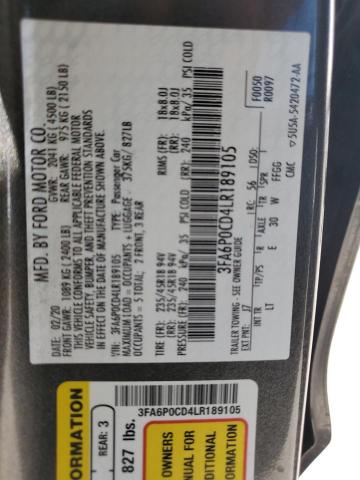 MFD. BY FORD MOTOR CO.
DATE: 02/20 GVWR: 2041 KG (4500 LB)
FRONT GAWR: 1089 KG (2400 LB) REAR GAWR: 975 KG (2150 LB)
THIS VEHICLE CONFORMS TO ALL APPLICABLE FEDERAL MOTOR
VEHICLE SAFETY, BUMPER, AND THEFT PREVENTION STANDARDS
IN EFFECT ON THE DATE OF MANUFACTURE SHOWN ABOVE.
VIN: 3FA6P0CD4LR189105 TYPE: Passenger Car
MAXIMUM LOAD = OCCUPANTS + LUGGAGE = 375KG/ 827LB
OCCUPANTS = 5 TOTAL: 2 FRONT, 3 REAR
TIRE (FR): 235/45R18 94V RIMS (FR): 18x8.0J
(RR): 235/45R18 94V (RR): 18x8.0J
(FR): 240 kPa/ 35 PSI COLD (RR): 240 kPa/ 35 PSI COLD
3FA6P0CD4LR189105
TRAILER TOWING - SEE OWNER GUIDE
F0050
R0097
EXT PNT: J7 RC: 56 DSO:
INT TR TP/PS R AXLE TR SPR
LT E 30 W FFGG
CMC 5U5A-5420472-AA
3FA6P0CD4LR189105
FORMATION
REAR: 3
827 lbs.
OWNERS
MANUAL FOR
ADDITIONAL
FORMATION